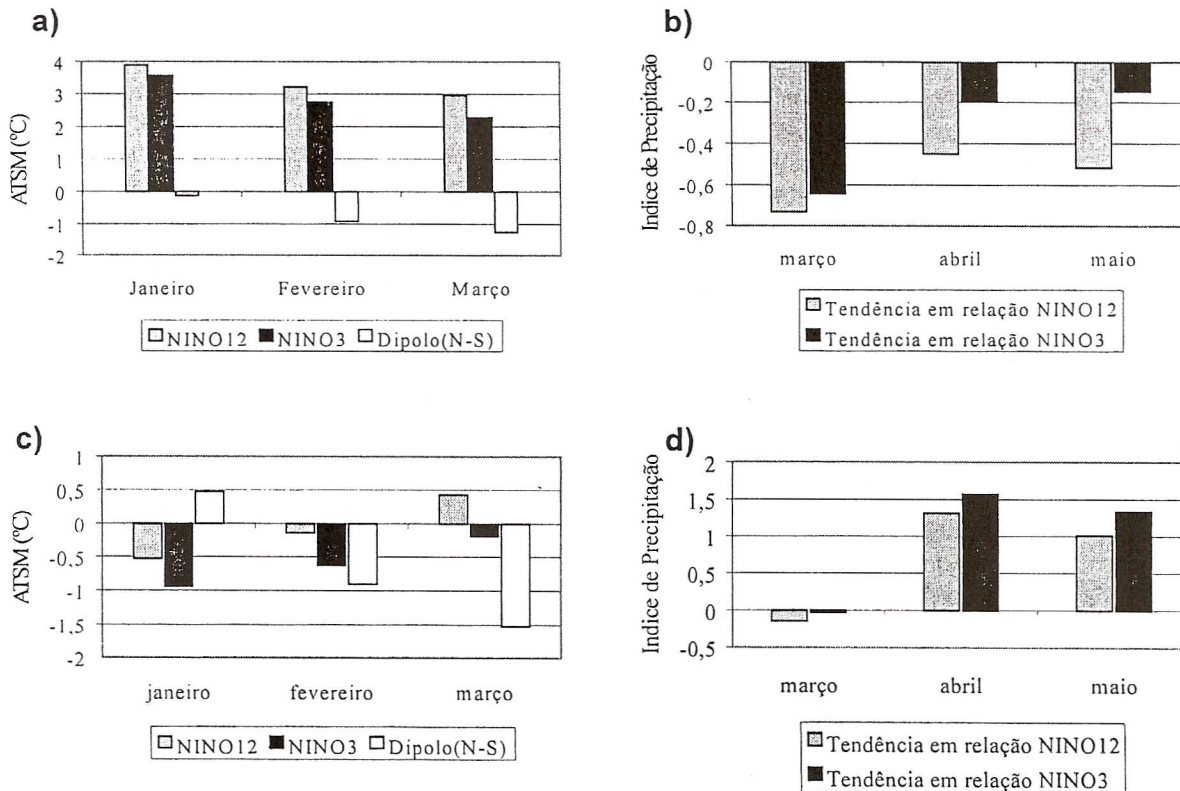 a)
ATSM (ºC)
4
3
2
1
0
-1
-2
Janeiro Fevereiro Março
NINO12 NINO3 Dipolo(N-S)
b)
Indice de Precipitação
0
-0,2
-0,4
-0,6
-0,8
março abril maio
Tendência em relação NINO12
Tendência em relação NINO3
c)
ATSM (ºC)
1
0,5
0
-0,5
-1
-1,5
-2
janeiro fevereiro março
NINO12 NINO3 Dipolo(N-S)
d)
Indice de Precipitação
2
1,5
1
0,5
0
-0,5
março abril maio
Tendência em relação NINO12
Tendência em relação NINO3